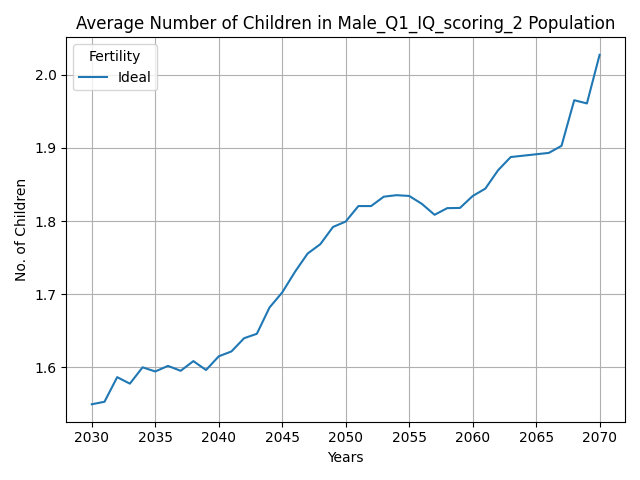 Average Number of Children in Male_Q1_IQ_scoring_2 Population
Fertility
Ideal
2.0
1.9
1.8
1.7
1.6
No. of Children
2030 2035 2040 2045 2050 2055 2060 2065 2070
Years